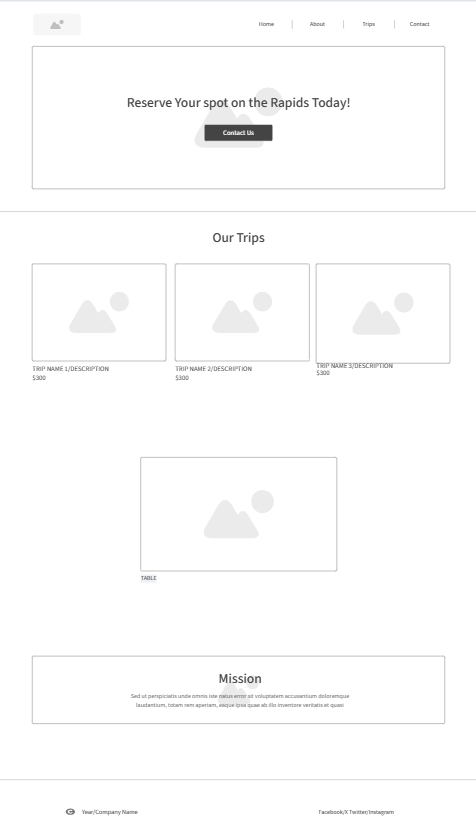 Home
About
Trips
Contact
Reserve Your spot on the Rapids Today!
Contact Us
Our Trips
TRIP NAME 1/DESCRIPTION
$300
TRIP NAME 2/DESCRIPTION
$300
TRIP NAME 3/DESCRIPTION
$300
TABLE
Mission
Sed ut perspiciatis unde omnis iste natus error sit voluptatem accusantium doloremque
laudantium, totam rem aperiam, eaque ipsa quae ab illo inventore veritatis et quasi
© Year/Company Name
Facebook/X Twitter/Instagram